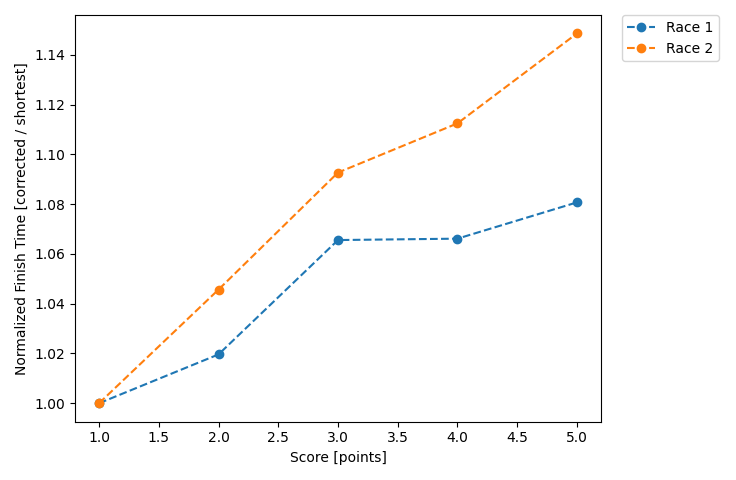 Race 1
Race 2
Normalized Finish Time [corrected / shortest]
1.14
1.12
1.10
1.08
1.06
1.04
1.02
1.00
1.0 1.5 2.0 2.5 3.0 3.5 4.0 4.5 5.0
Score [points]